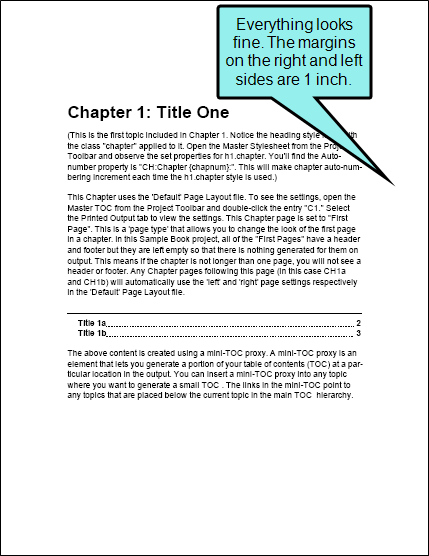 Everything looks
fine. The margins
on the right and left
sides are 1 inch.
Chapter 1: Title One
(This is the first topic included in Chapter 1. Notice the heading style
the class "chapter" applied to it. Open the Master Stylesheet from the
Toolbar and observe the set properties for h1.chapter. You'll find the Auto-
number property is "CH:Chapter {chapnum}:". This will make chapter auto-num-
bering increment each time the h1.chapter style is used.)
This Chapter uses the 'Default' Page Layout file. To see the settings, open the
Master TOC from the Project Toolbar and double-click the entry "C1." Select
the Printed Output tab to view the settings. This Chapter page is set to "First
Page". This is a 'page type' that allows you to change the look of the first page
in a chapter. In this Sample Book project, all of the "First Pages" have a header
and footer but they are left empty so that there is nothing generated for them on
output. This means if the chapter is not longer than one page, you will not see a
header or footer. Any Chapter pages following this page (in this case CH1a
and CH1b) will automatically use the 'left' and 'right' page settings respectively
in the 'Default' Page Layout file.
Title 1a 2
Title 1b 3
The above content is created using a mini-TOC proxy. A mini-TOC proxy is an
element that lets you generate a portion of your table of contents (TOC) at a par-
ticular location in the output. You can insert a mini-TOC proxy into any topic
where you want to generate a small TOC . The links in the mini-TOC point to
any topics that are placed below the current topic in the main TOC hierarchy.